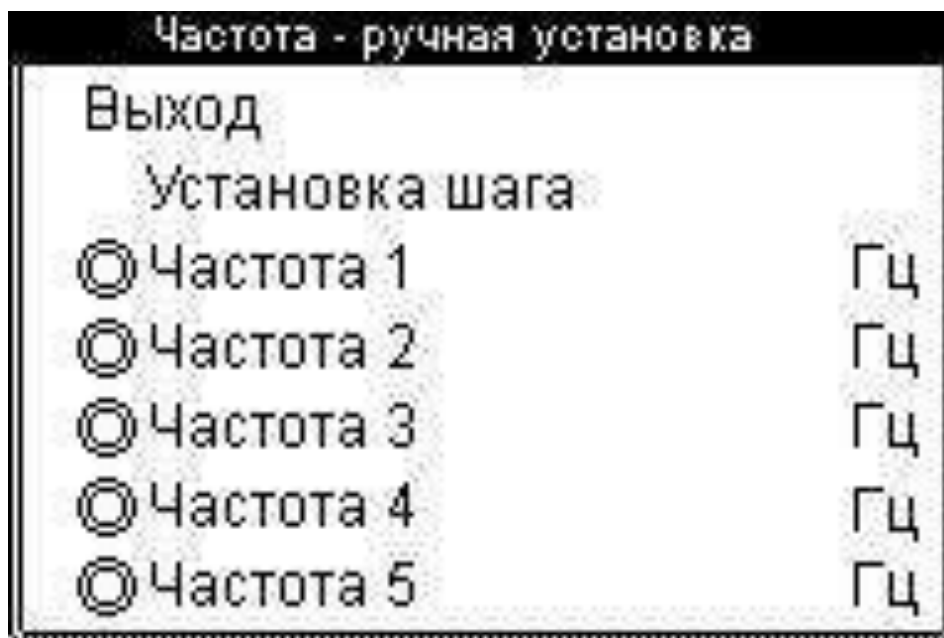 Частота - ручная установка
Выход
Установка шага
Частота 1 Гц
Частота 2 Гц
Частота 3 Гц
Частота 4 Гц
Частота 5 Гц